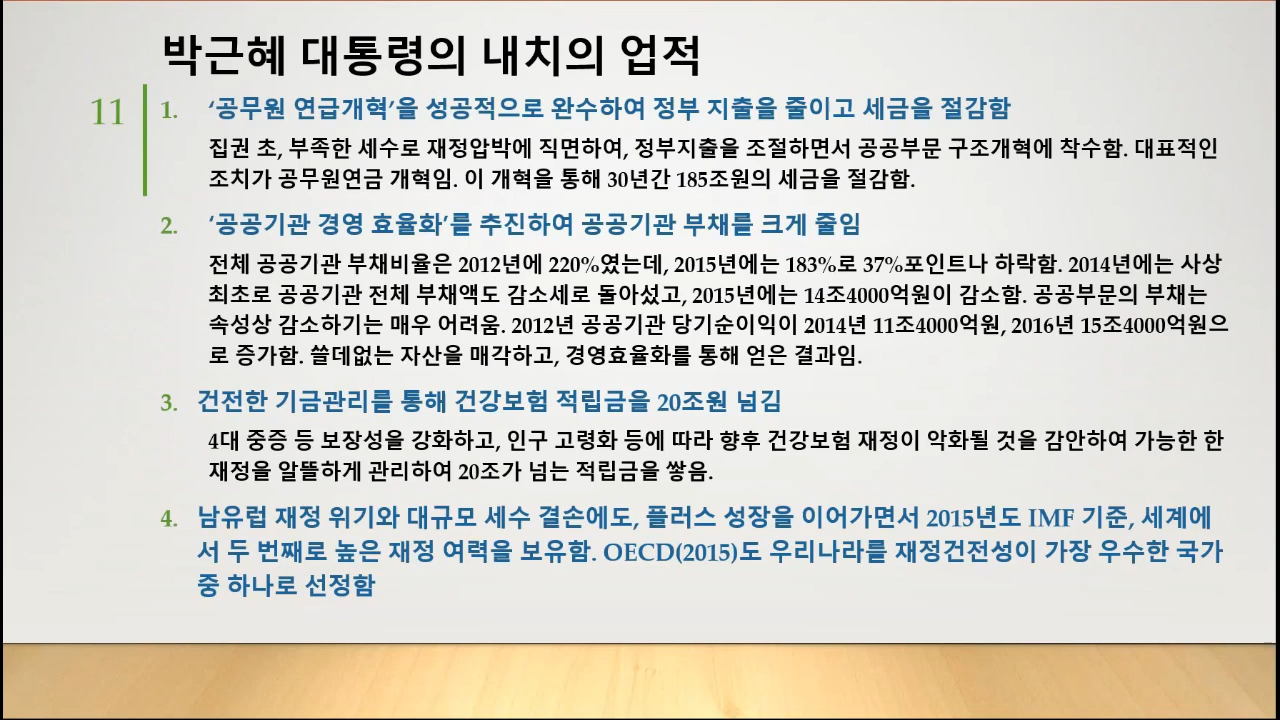 박근혜 대통령의 내치의 업적
11
1. ‘공무원 연급개혁’을 성공적으로 완수하여 정부 지출을 줄이고 세금을 절감함
집권 초, 부족한 세수로 재정압박에 직면하여, 정부지출을 조절하면서 공공부문 구조개혁에 착수함. 대표적인
조치가 공무원연금 개혁임. 이 개혁을 통해 30년간 185조원의 세금을 절감함.
2. ‘공공기관 경영 효율화’를 추진하여 공공기관 부채를 크게 줄임
전체 공공기관 부채비율은 2012년에 220%였는데, 2015년에는 183%로 37%포인트나 하락함. 2014년에는 사상
최초로 공공기관 전체 부채액도 감소세로 돌아섰고, 2015년에는 14조4000억원이 감소함. 공공부문의 부채는
속성상 감소하기는 매우 어려움. 2012년 공공기관 당기순이익이 2014년 11조4000억원, 2016년 15조4000억원으
로 증가함. 쓸데없는 자산을 매각하고, 경영효율화를 통해 얻은 결과임.
3. 건전한 기금관리를 통해 건강보험 적립금을 20조원 넘김
4대 중증 등 보장성을 강화하고, 인구 고령화 등에 따라 향후 건강보험 재정이 악화될 것을 감안하여 가능한 한
재정을 알뜰하게 관리하여 20조가 넘는 적립금을 쌓음.
4. 남유럽 재정 위기와 대규모 세수 결손에도, 플러스 성장을 이어가면서 2015년도 IMF 기준, 세계에
서 두 번째로 높은 재정 여력을 보유함. OECD(2015)도 우리나라를 재정건전성이 가장 우수한 국가
중 하나로 선정함